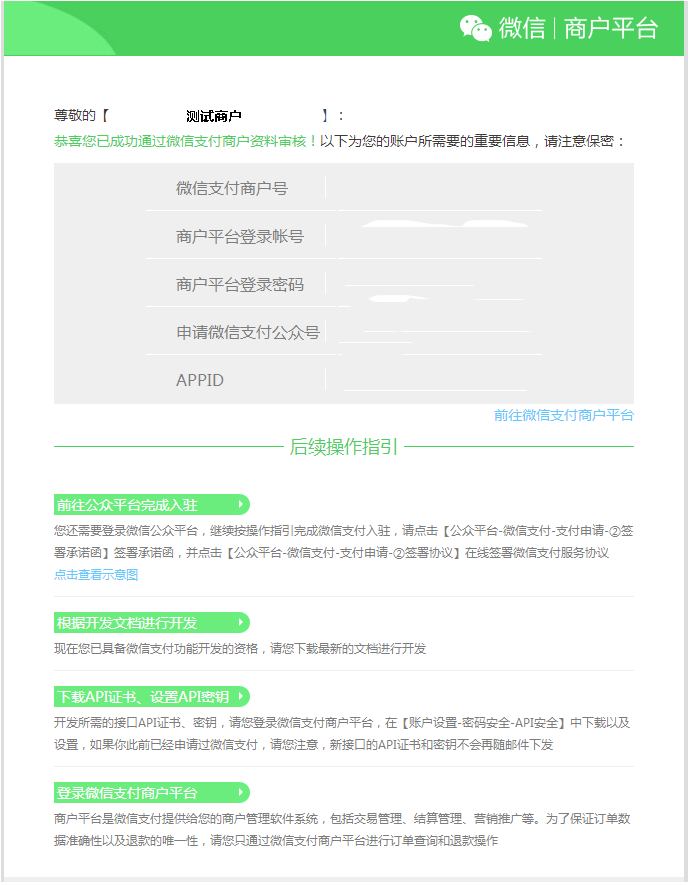 微信 | 商户平台
尊敬的【 测试商户 】：
恭喜您已成功通过微信支付商户资料审核！以下为您的账户所需要的重要信息，请注意保密：
微信支付商户号
商户平台登录帐号
商户平台登录密码
申请微信支付公众号
APPID
前往微信支付商户平台
后续操作指引
前往公众平台完成入驻
您还需要登录微信公众平台，继续按操作指引完成微信支付入驻，请点击【公众平台-微信支付-支付申请-②签
署承诺函】签署承诺函，并点击【公众平台-微信支付-支付申请-②签署协议】在线签署微信支付服务协议
点击查看示意图
根据开发文档进行开发
现在您已具备微信支付功能开发的资格，请您下载最新的文档进行开发
下载API证书、设置API密钥
开发所需的接口API证书、密钥，请您登录微信支付商户平台，在【账户设置-密码安全-API安全】中下载以及
设置，如果你此前已经申请过微信支付，请您注意，新接口的API证书和密钥不会再随邮件下发
登录微信支付商户平台
商户平台是微信支付提供给您的商户管理软件系统，包括交易管理、结算管理、营销推广等。为了保证订单数
据准确性以及退款的唯一性，请您只通过微信支付商户平台进行订单查询和退款操作